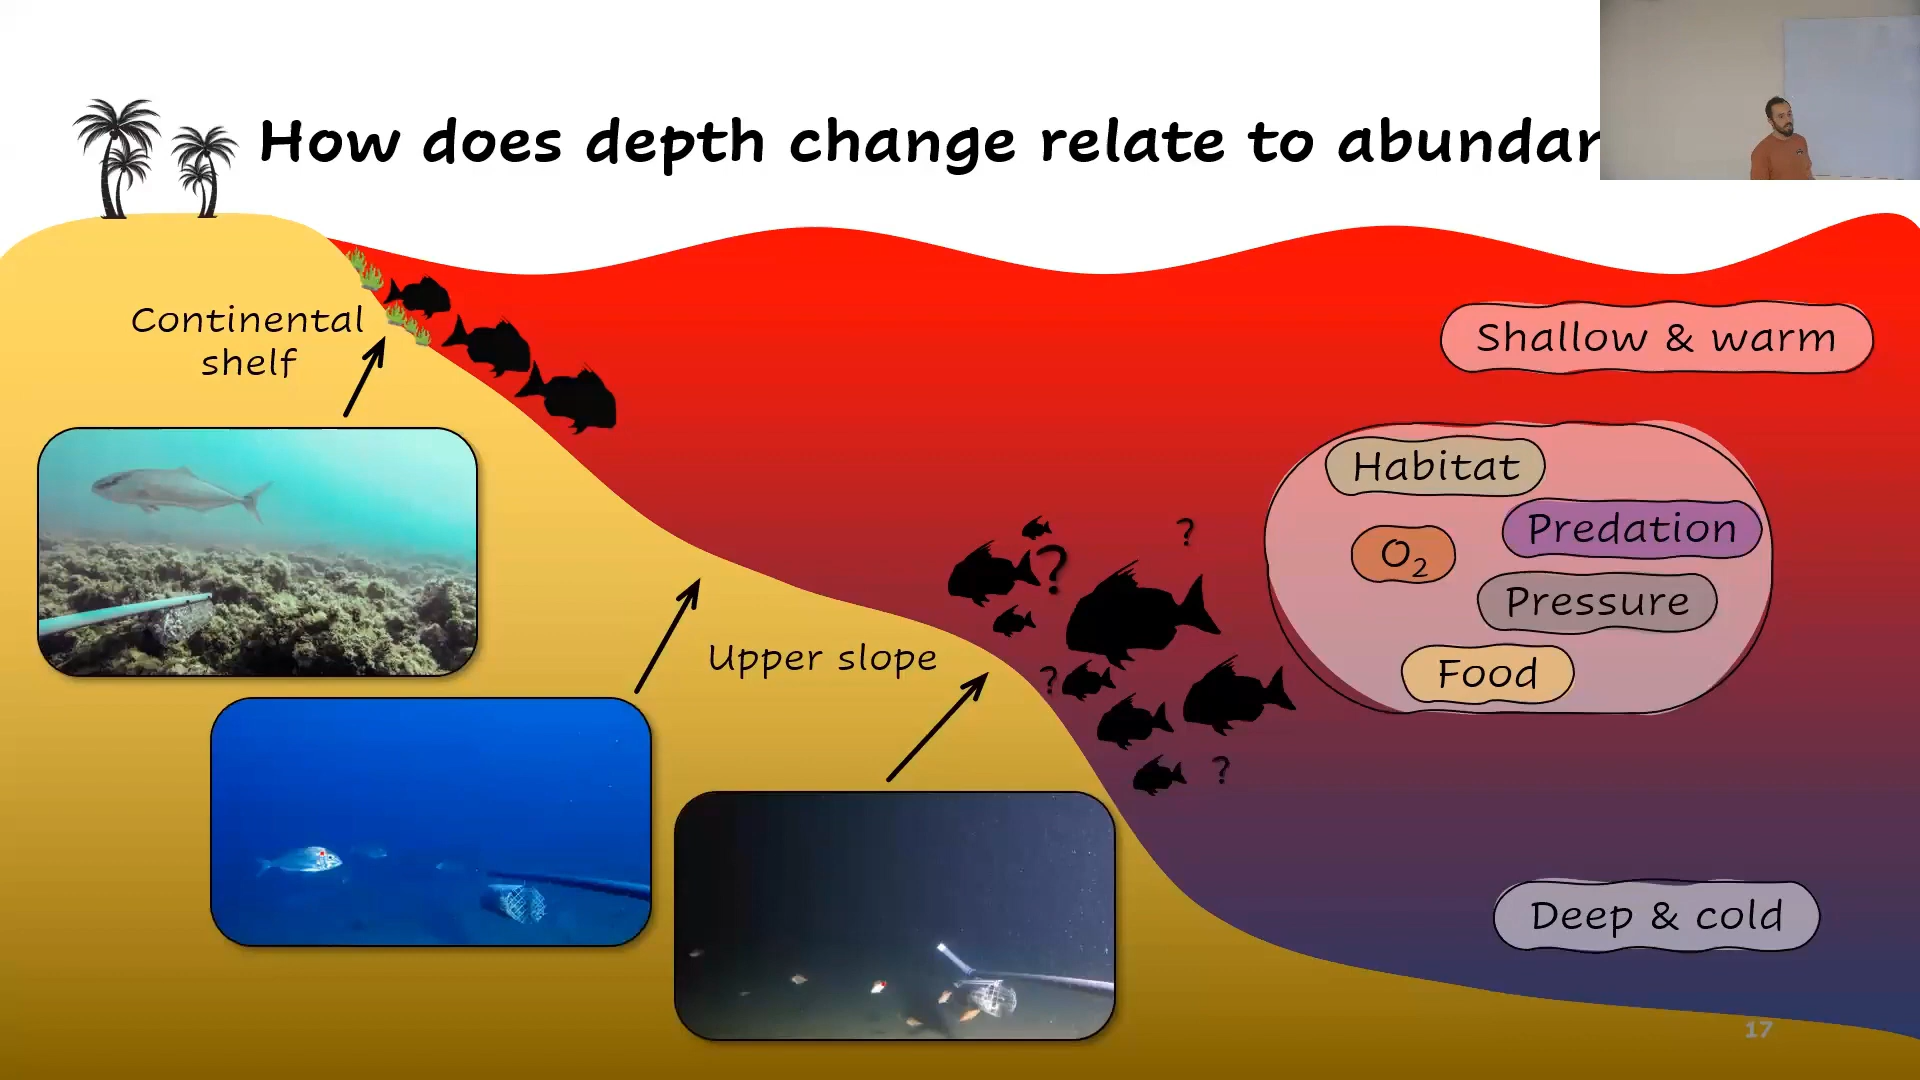 How does depth change relate to
Continental
shelf
Shallow & warm
Habitat
Predation
O₂
Pressure
Food
?
?
Upper slope
?
?
Deep & cold
17